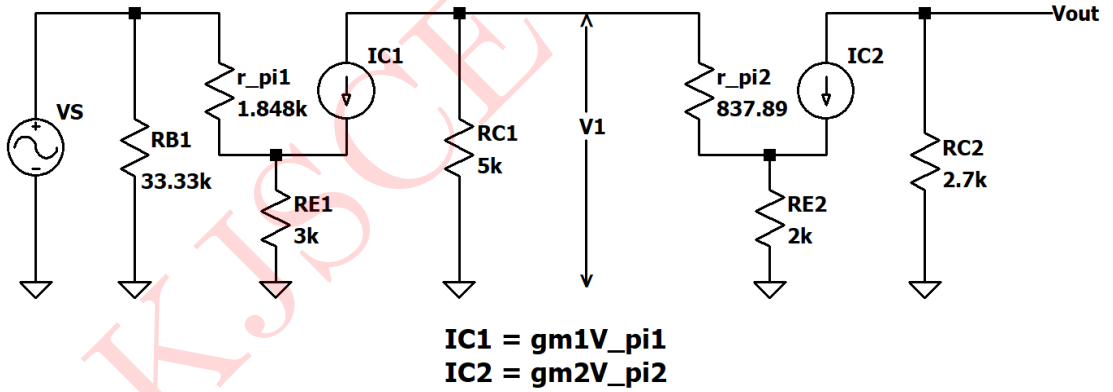 Vout
IC1
IC2
r_pi1
1.848k
r_pi2
837.89
VS
+
−
RB1
33.33k
RC1
5k
V1
RC2
2.7k
RE1
3k
RE2
2k
IC1 = gm1V_pi1
IC2 = gm2V_pi2
KJSCE